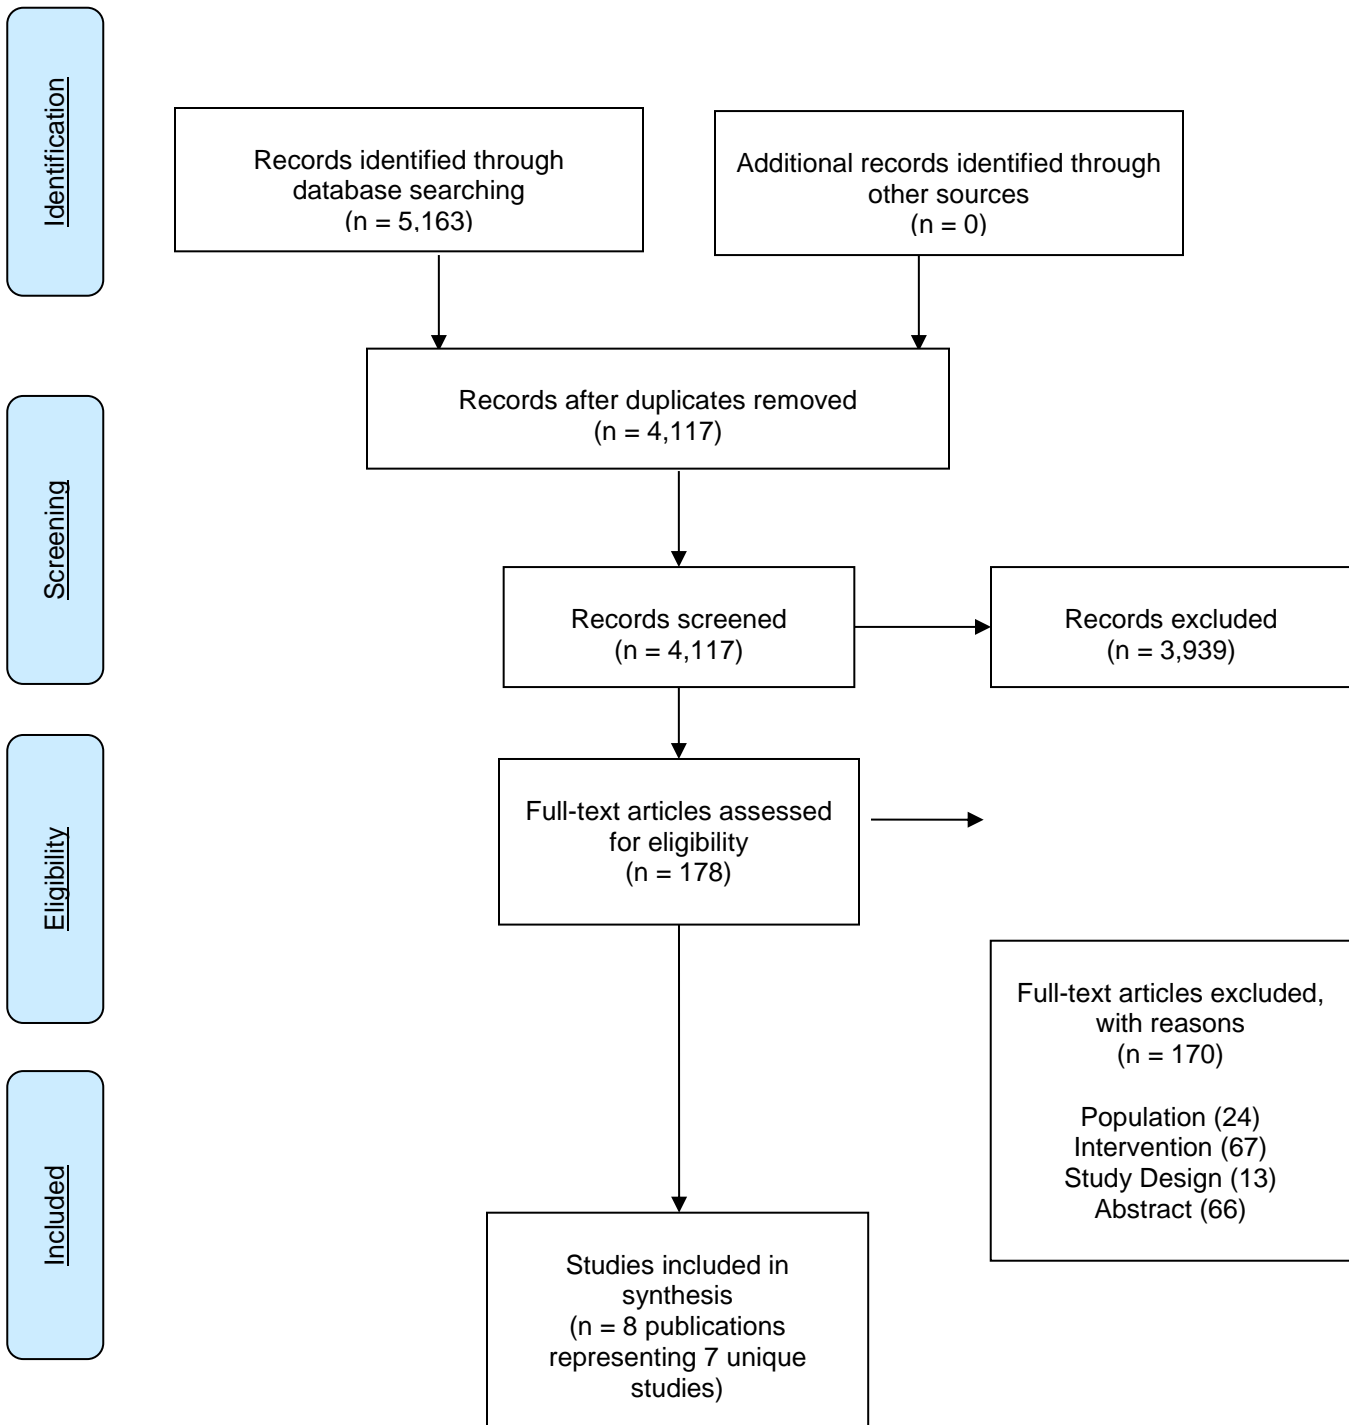 Identification
Records identified through
database searching
(n = 5,163)
Additional records identified through
other sources
(n = 0)
Records after duplicates removed
(n = 4,117)
Screening
Records screened
(n = 4,117)
Records excluded
(n = 3,939)
Eligibility
Full-text articles assessed
for eligibility
(n = 178)
Full-text articles excluded,
with reasons
(n = 170)
Population (24)
Intervention (67)
Study Design (13)
Abstract (66)
Included
Studies included in
synthesis
(n = 8 publications
representing 7 unique
studies)